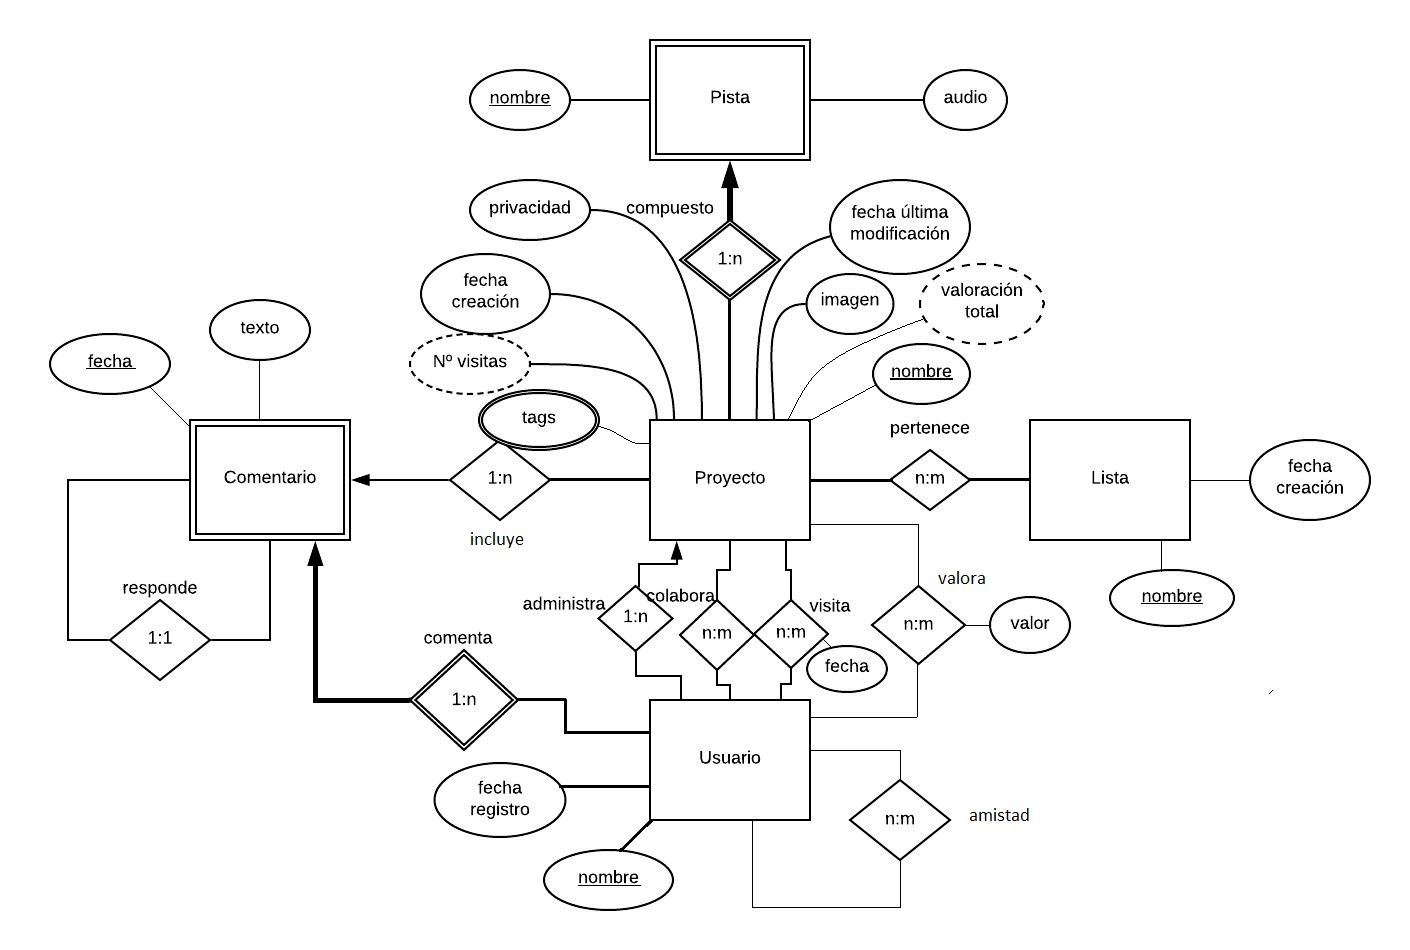 nombre
Pista
audio
privacidad
compuesto
fecha última
modificación
1:n
fecha
creación
imagen
valoración
total
texto
fecha
Nº visitas
nombre
tags
pertenece
Comentario
1:n
Proyecto
n:m
Lista
fecha
creación
incluye
responde
administra
colabora
visita
valora
nombre
1:1
1:n
n:m
n:m
n:m
valor
comenta
fecha
1:n
Usuario
fecha
registro
n:m
amistad
nombre